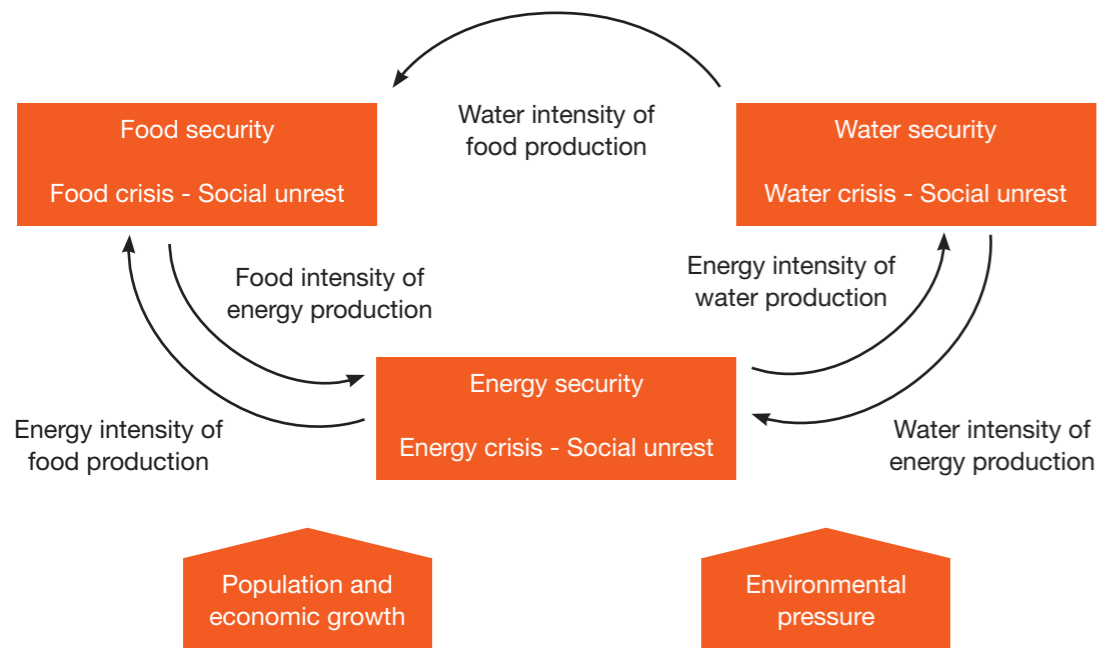 Food security
Food crisis - Social unrest
Water intensity of
food production
Water security
Water crisis - Social unrest
Food intensity of
energy production
Energy intensity of
water production
Energy security
Energy crisis - Social unrest
Energy intensity of
food production
Water intensity of
energy production
Population and
economic growth
Environmental
pressure